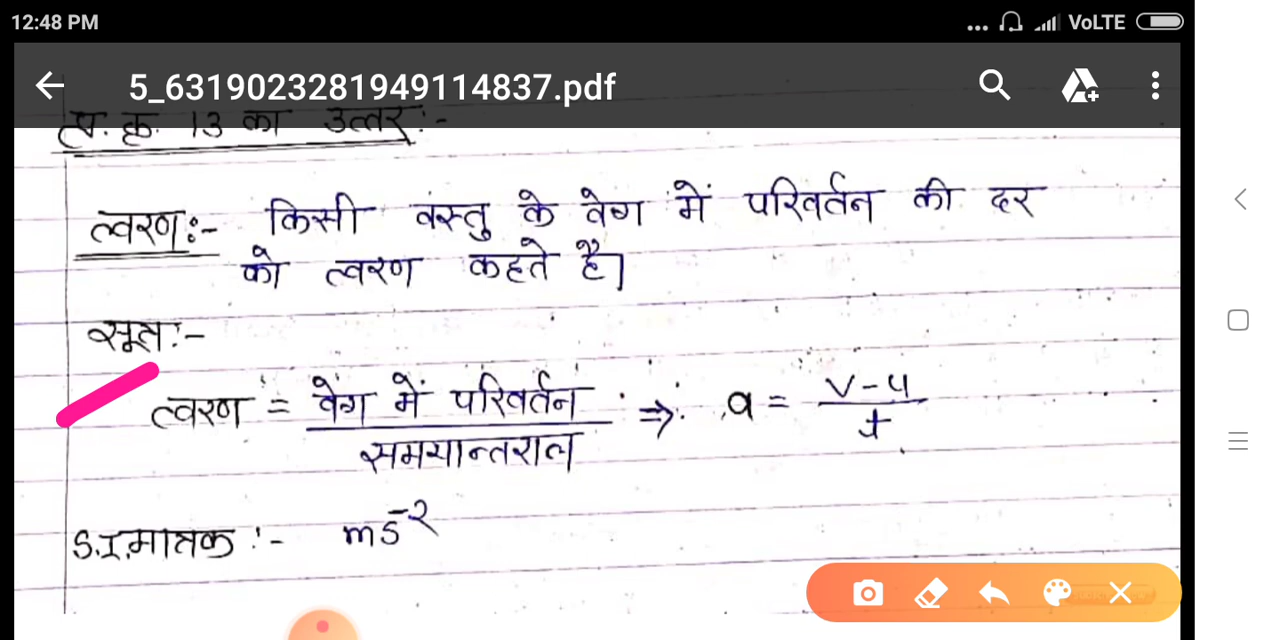 12:48 PM
... VoLTE
5_6319023281949114837.pdf
प्र. क्र. 13 का उत्तर :-
त्वरण:- किसी वस्तु के वेग में परिवर्तन की दर
को त्वरण कहते है।
सूत्र:-
त्वरण = वेग में परिवर्तन / समयान्तराल ⇒ a = v-u / t
S.I.मात्रक :- ms⁻²